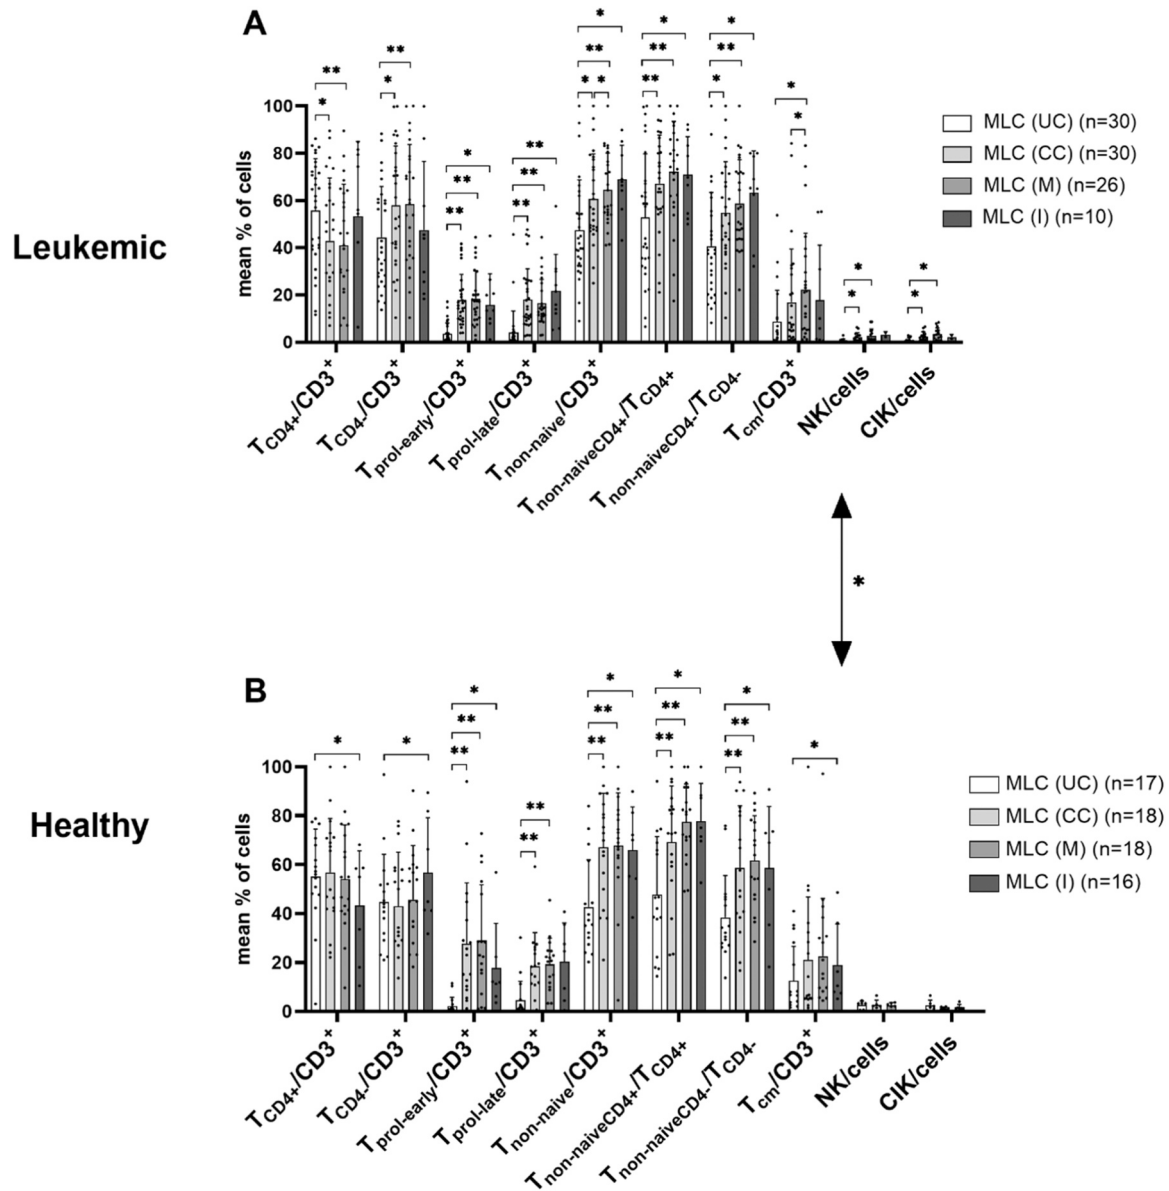 A
**
**
*
*
*
**
**
**
**
**
*
**
*
*
*
**
**
*
**
*
*
*
*
*
*
*
*
100
80
60
40
20
0
mean % of cells
Leukemic
MLC (UC) (n=30)
MLC (CC) (n=30)
MLC (M) (n=26)
MLC (I) (n=10)
TCD4+/CD3+
TCD4-/CD3+
Tprol-early/CD3+
Tprol-late/CD3+
Tnon-naive/CD3+
Tnon-naiveCD4+/TCD4+
Tnon-naiveCD4-/TCD4-
Tcm/CD3+
NK/cells
CIK/cells
*
B
*
*
*
**
**
**
**
*
**
**
*
**
**
*
**
**
*
100
80
60
40
20
0
mean % of cells
Healthy
MLC (UC) (n=17)
MLC (CC) (n=18)
MLC (M) (n=18)
MLC (I) (n=16)
TCD4+/CD3+
TCD4-/CD3+
Tprol-early/CD3+
Tprol-late/CD3+
Tnon-naive/CD3+
Tnon-naiveCD4+/TCD4+
Tnon-naiveCD4-/TCD4-
Tcm/CD3+
NK/cells
CIK/cells